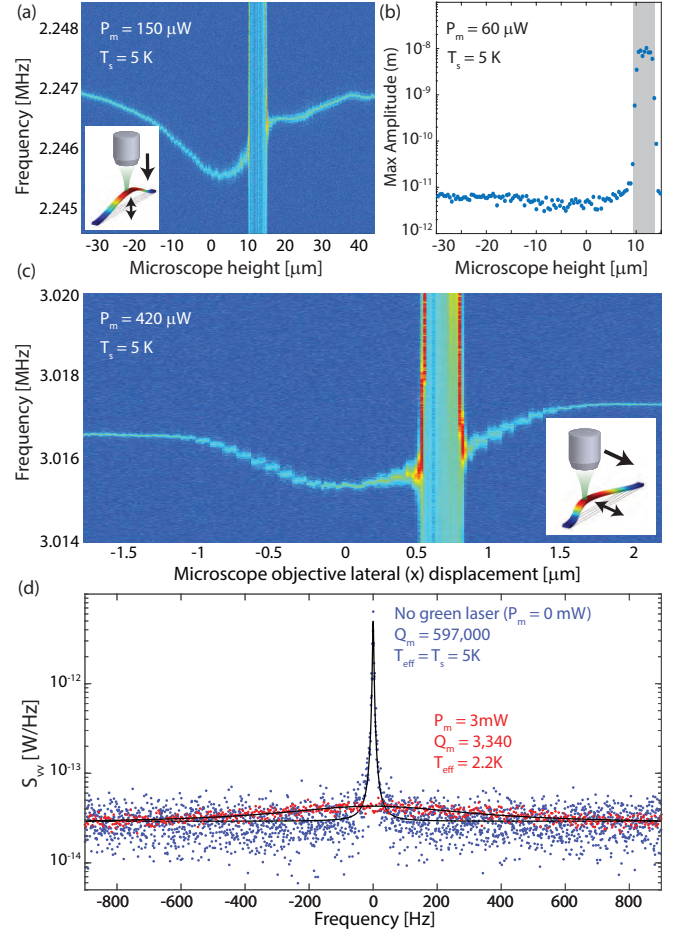 (a)
P_m = 150 μW
T_s = 5 K
Frequency [MHz]
2.248
2.247
2.246
2.245
-30 -20 -10 0 10 20 30 40
Microscope height [μm]
(b)
P_m = 60 μW
T_s = 5 K
Max Amplitude (m)
10^-8
10^-9
10^-10
10^-11
10^-12
-30 -20 -10 0 10
Microscope height [μm]
(c)
P_m = 420 μW
T_s = 5 K
Frequency [MHz]
3.020
3.017
3.016
3.014
-1.5 -1 -0.5 0 0.5 1 1.5 2
Microscope objective lateral (x) displacement [μm]
(d)
No green laser (P_m = 0 mW)
Q_m = 597,000
T_eff = T_s = 5K
P_m = 3mW
Q_m = 3,340
T_eff = 2.2K
S_vv [W/Hz]
10^-12
10^-13
10^-14
-800 -600 -400 -200 0 200 400 600 800
Frequency [Hz]